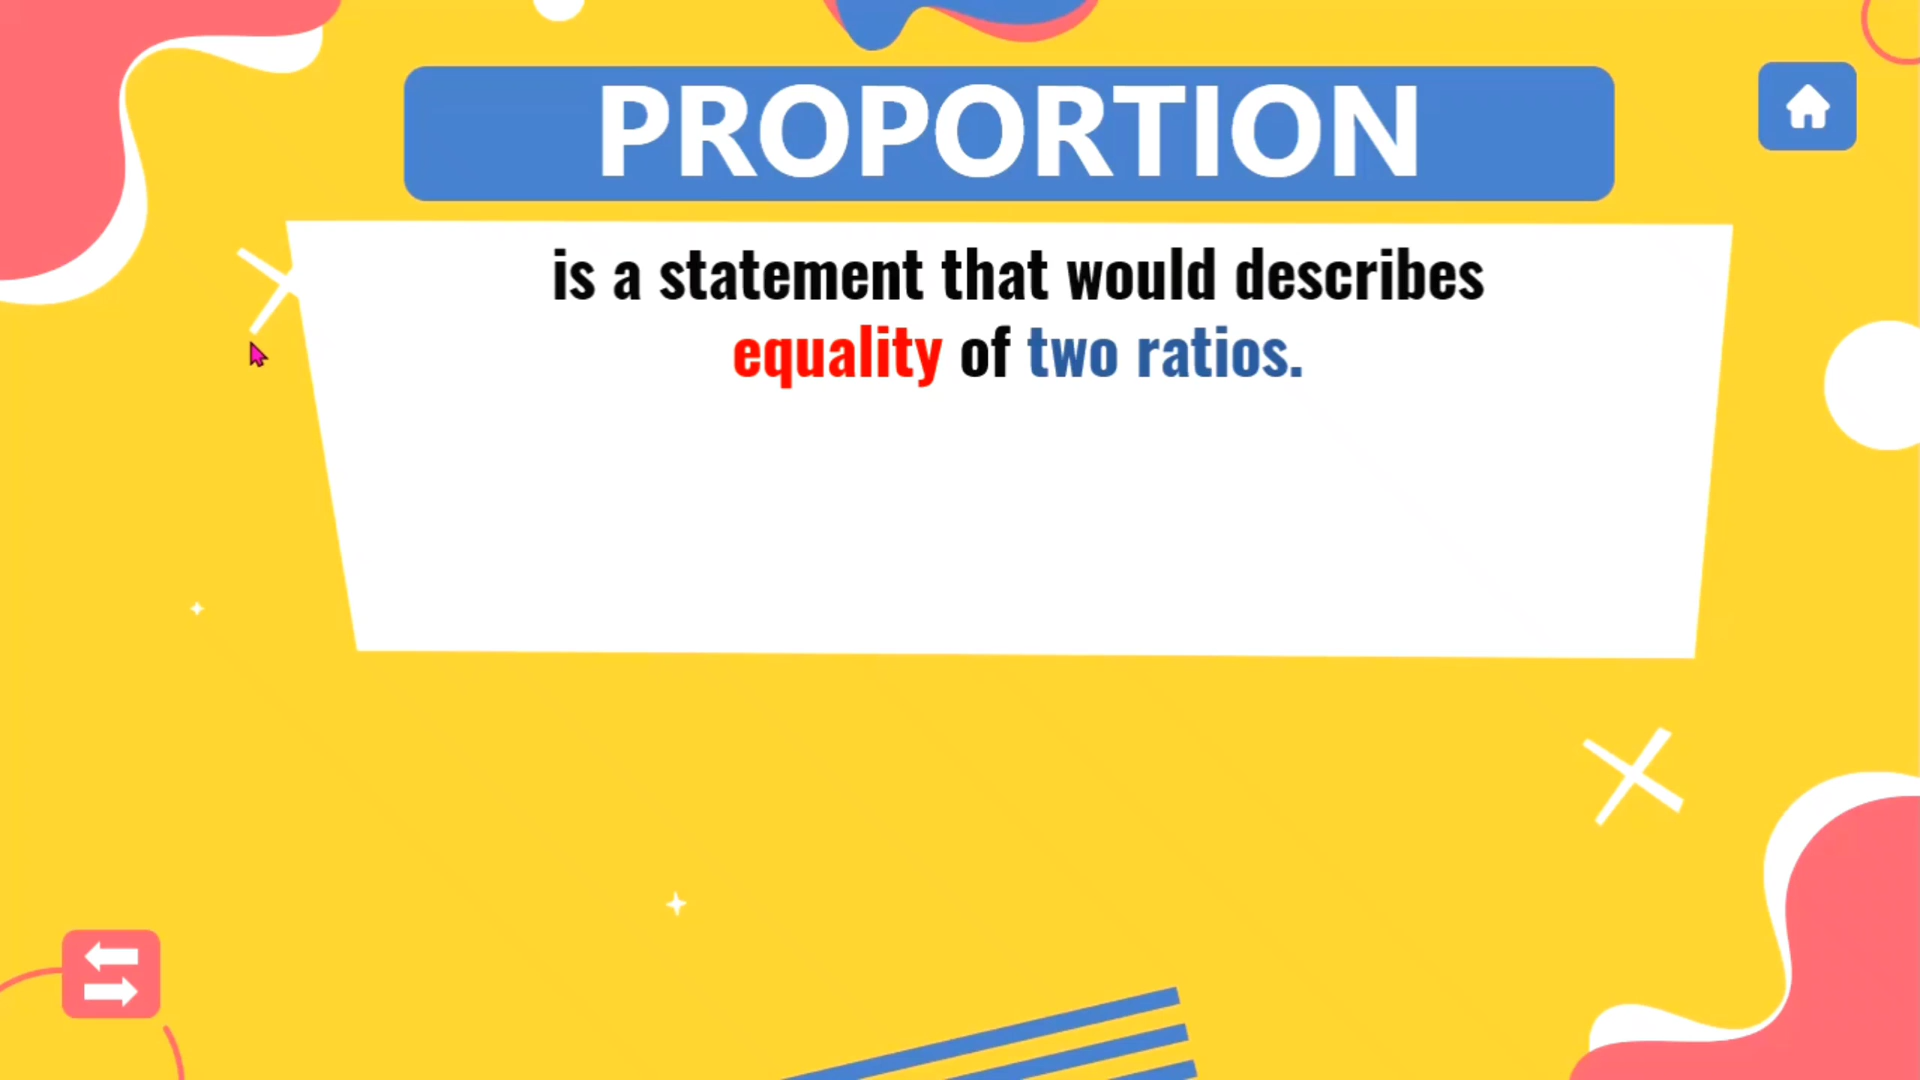 PROPORTION
is a statement that would describes
equality of two ratios.